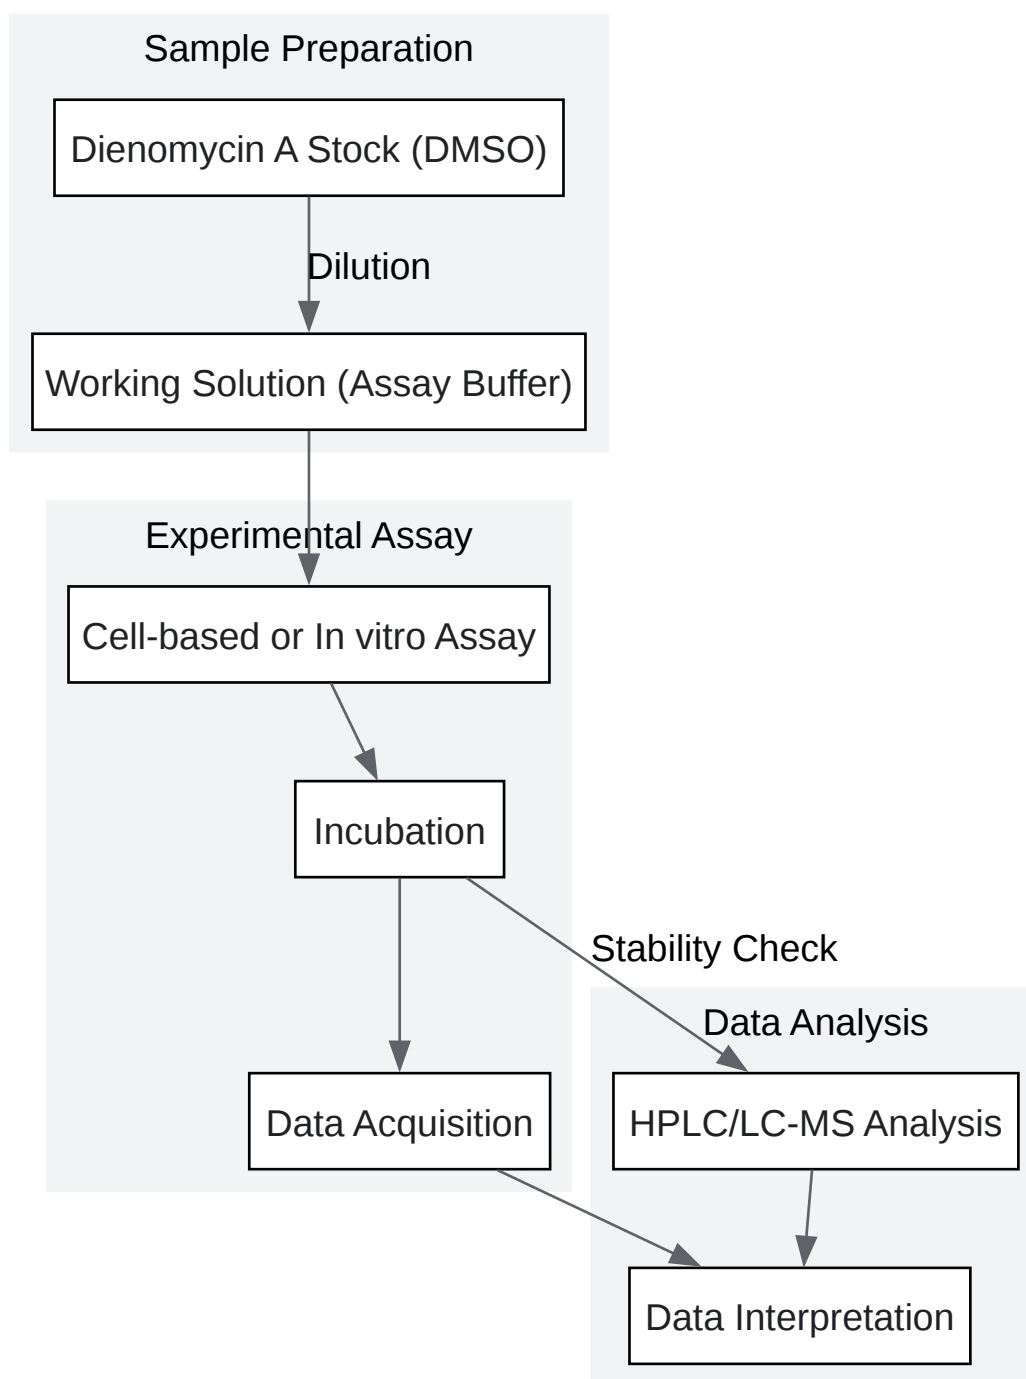 Sample Preparation
Dienomycin A Stock (DMSO)
Dilution
Working Solution (Assay Buffer)
Experimental Assay
Cell-based or In vitro Assay
Incubation
Stability Check
Data Analysis
Data Acquisition
HPLC/LC-MS Analysis
Data Interpretation